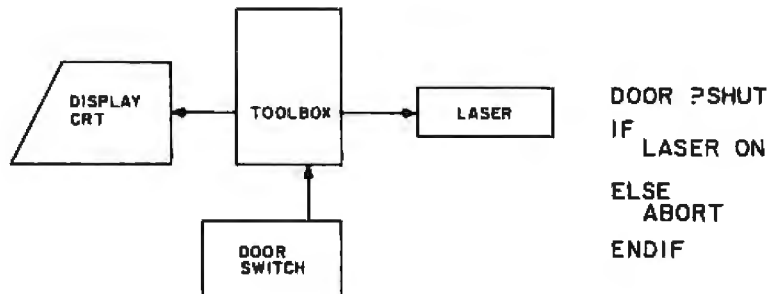 DISPLAY
CRT
TOOLBOX
LASER
DOOR
SWITCH
DOOR ?SHUT
IF
LASER ON
ELSE
ABORT
ENDIF